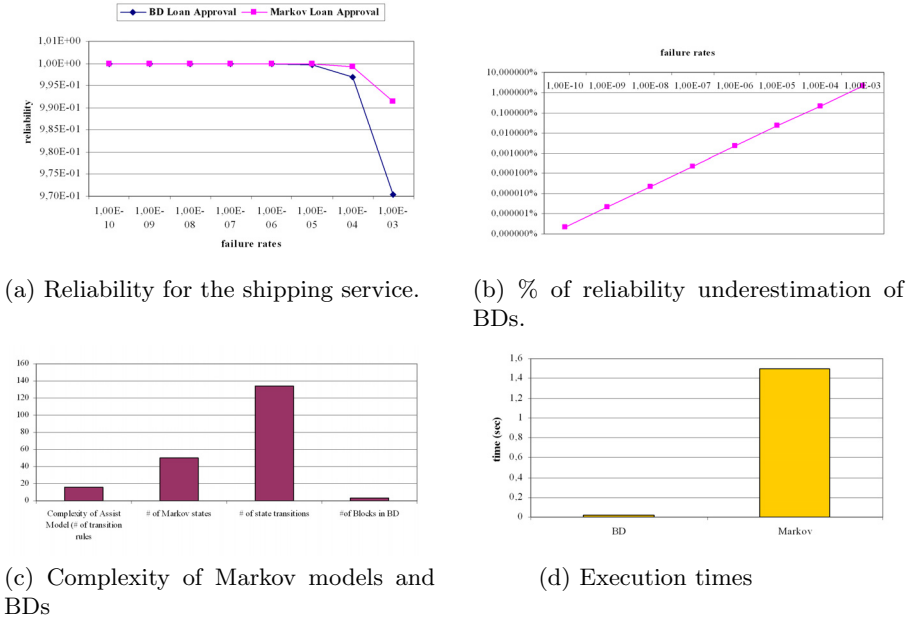 BD Loan Approval
Markov Loan Approval
1,01E+00
1,00E+00
9,95E-01
9,90E-01
9,85E-01
9,80E-01
9,75E-01
9,70E-01
reliability
1,00E-
10
1,00E-
09
1,00E-
08
1,00E-
07
1,00E-
06
1,00E-
05
1,00E-
04
1,00E-
03
failure rates
(a) Reliability for the shipping service.
failure rates
10,000000%
1,000000%
0,100000%
0,010000%
0,001000%
0,000100%
0,000010%
0,000001%
0,000000%
1,00E-10 1,00E-09 1,00E-08 1,00E-07 1,00E-06 1,00E-05 1,00E-04 1,00E-03
(b) % of reliability underestimation of
BDs.
160
140
120
100
80
60
40
20
0
Complexity of Assist
Model (# of transition
rules
# of Markov states
# of state transitions
#of Blocks in BD
(c) Complexity of Markov models and
BDs
1.6
1,4
1,2
1
0,8
0,6
0,4
0,2
0
time (sec)
BD
Markov
(d) Execution times